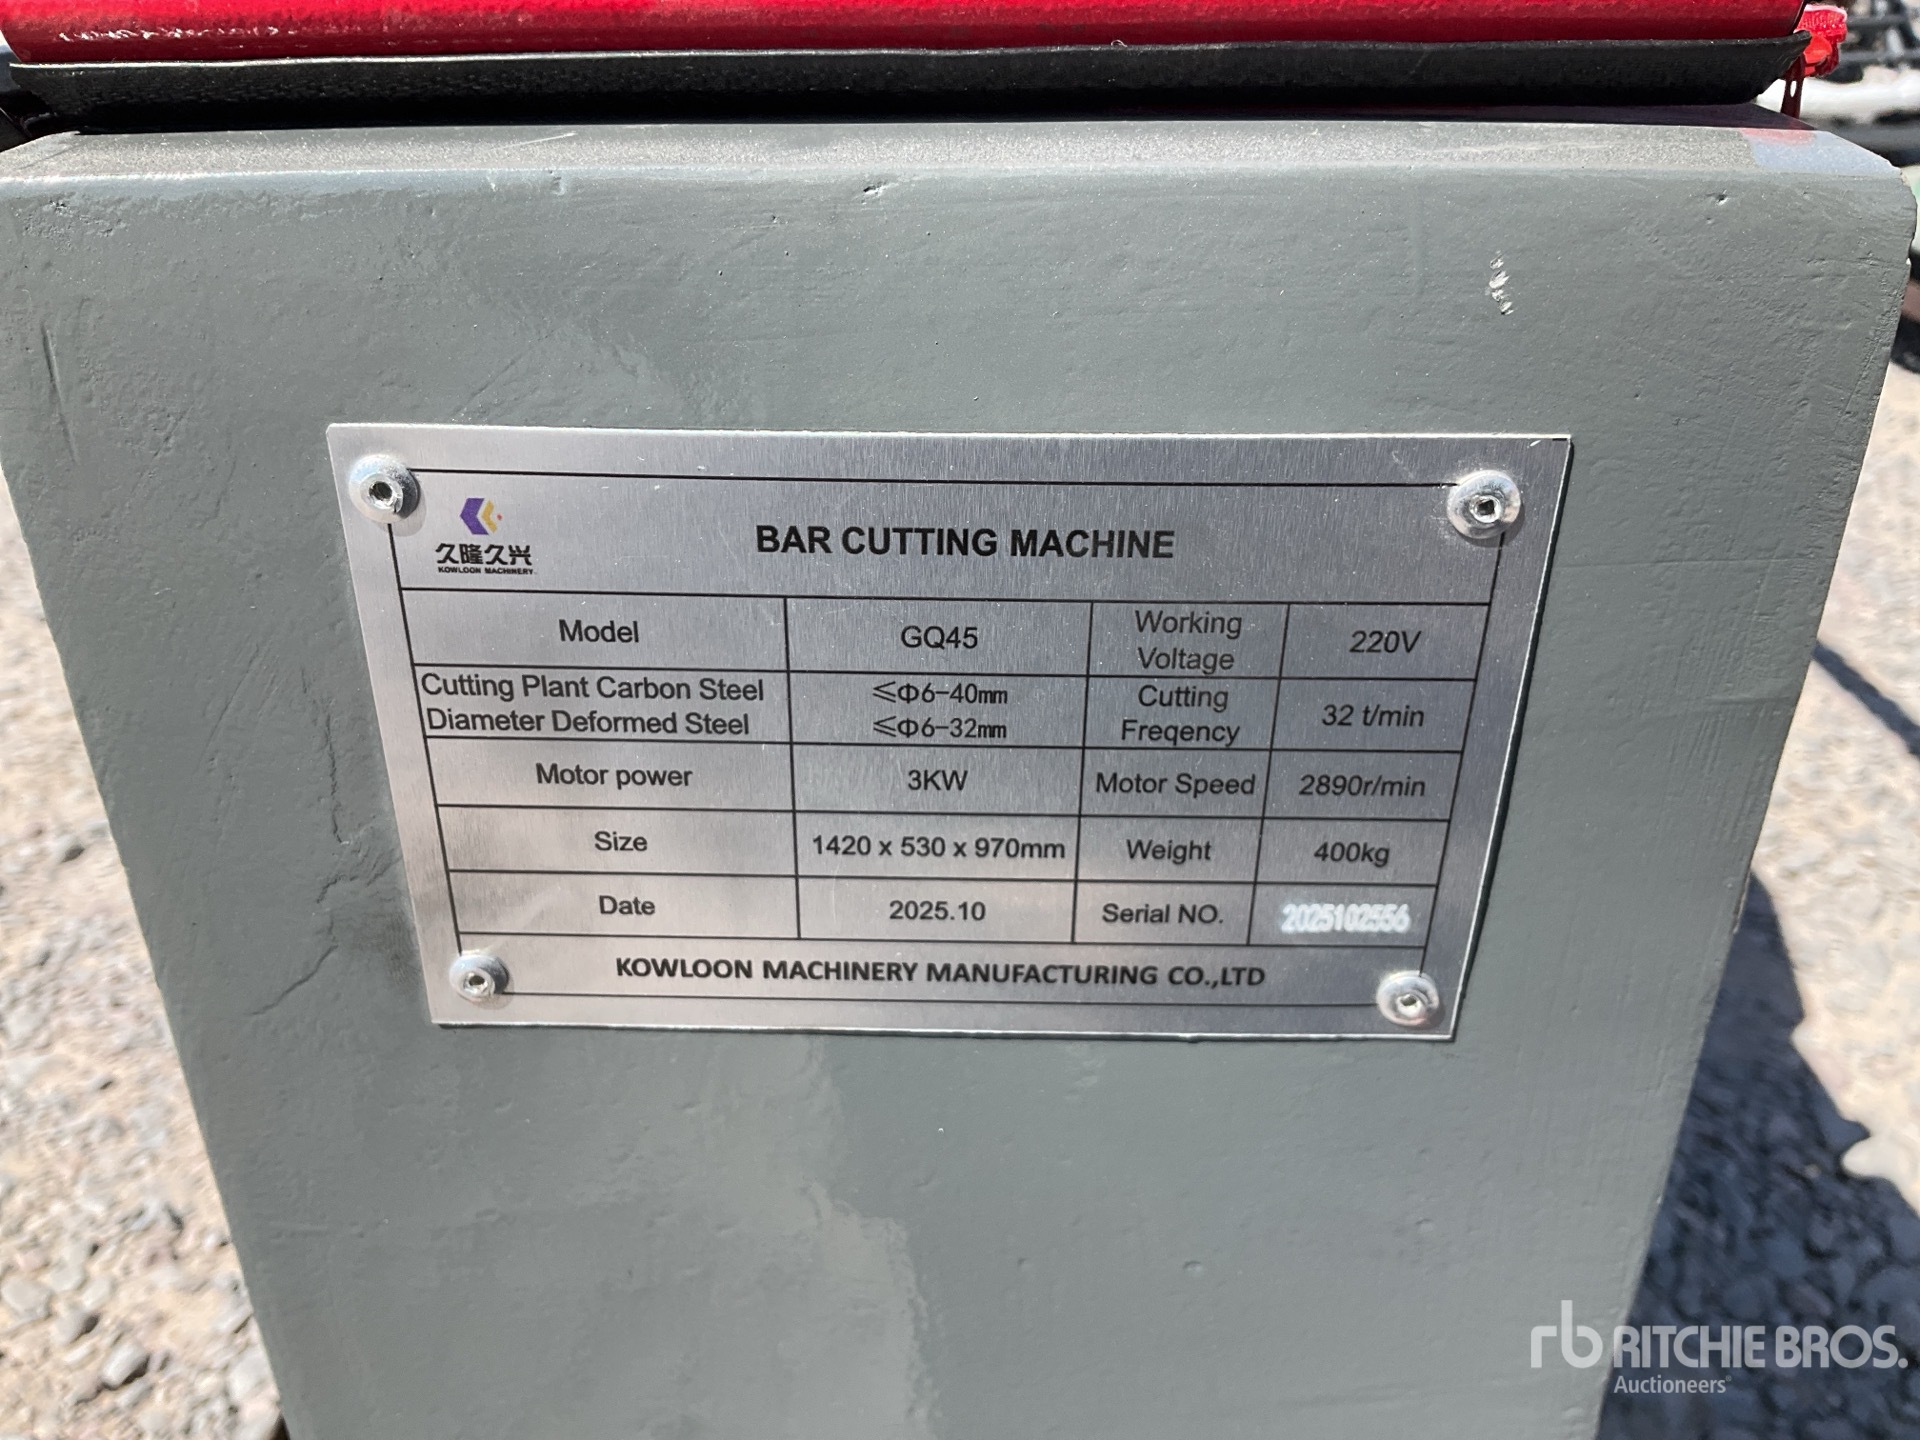 久隆久兴
KOWLOON MACHINERY
BAR CUTTING MACHINE
Model GQ45 Working Voltage 220V
Cutting Plant Carbon Steel ≤Φ6-40mm
Diameter Deformed Steel ≤Φ6-32mm
Cutting Freqency 32 t/min
Motor power 3KW Motor Speed 2890r/min
Size 1420 x 530 x 970mm Weight 400kg
Date 2025.10 Serial NO. 2025102556
KOWLOON MACHINERY MANUFACTURING CO.,LTD
rb RITCHIE BROS.
Auctioneers